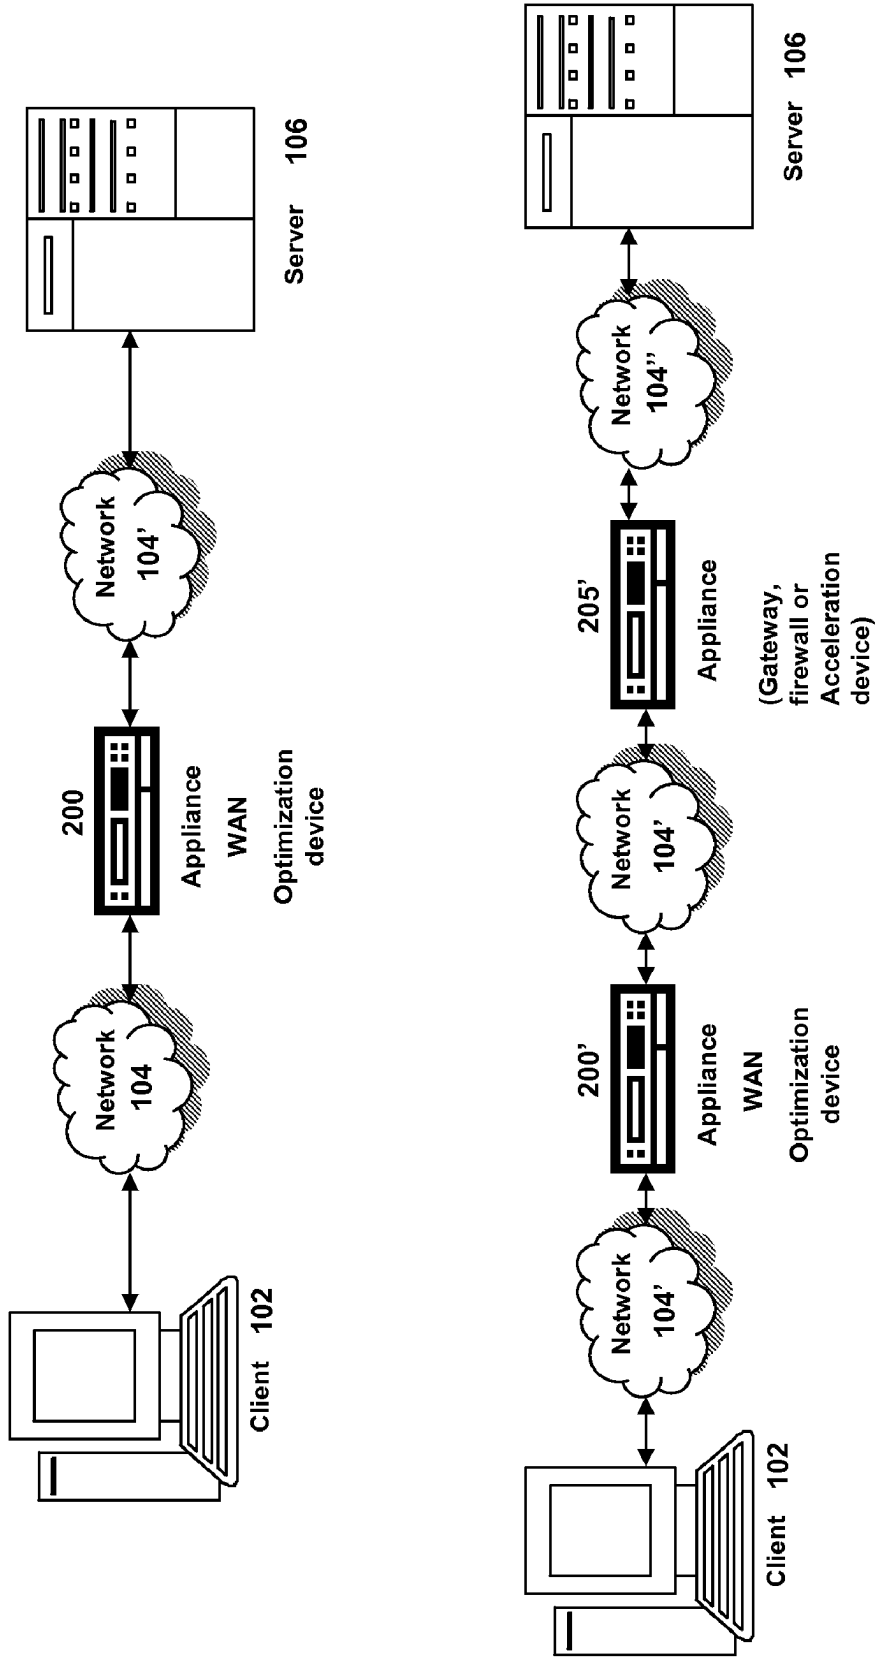 Client 102
Network
104
200
Appliance
WAN
Optimization
device
Network
104'
Server 106
Client 102
Network
104'
200'
Appliance
WAN
Optimization
device
Network
104'
205'
Appliance
(Gateway,
firewall or
Acceleration
device)
Network
104"
Server 106